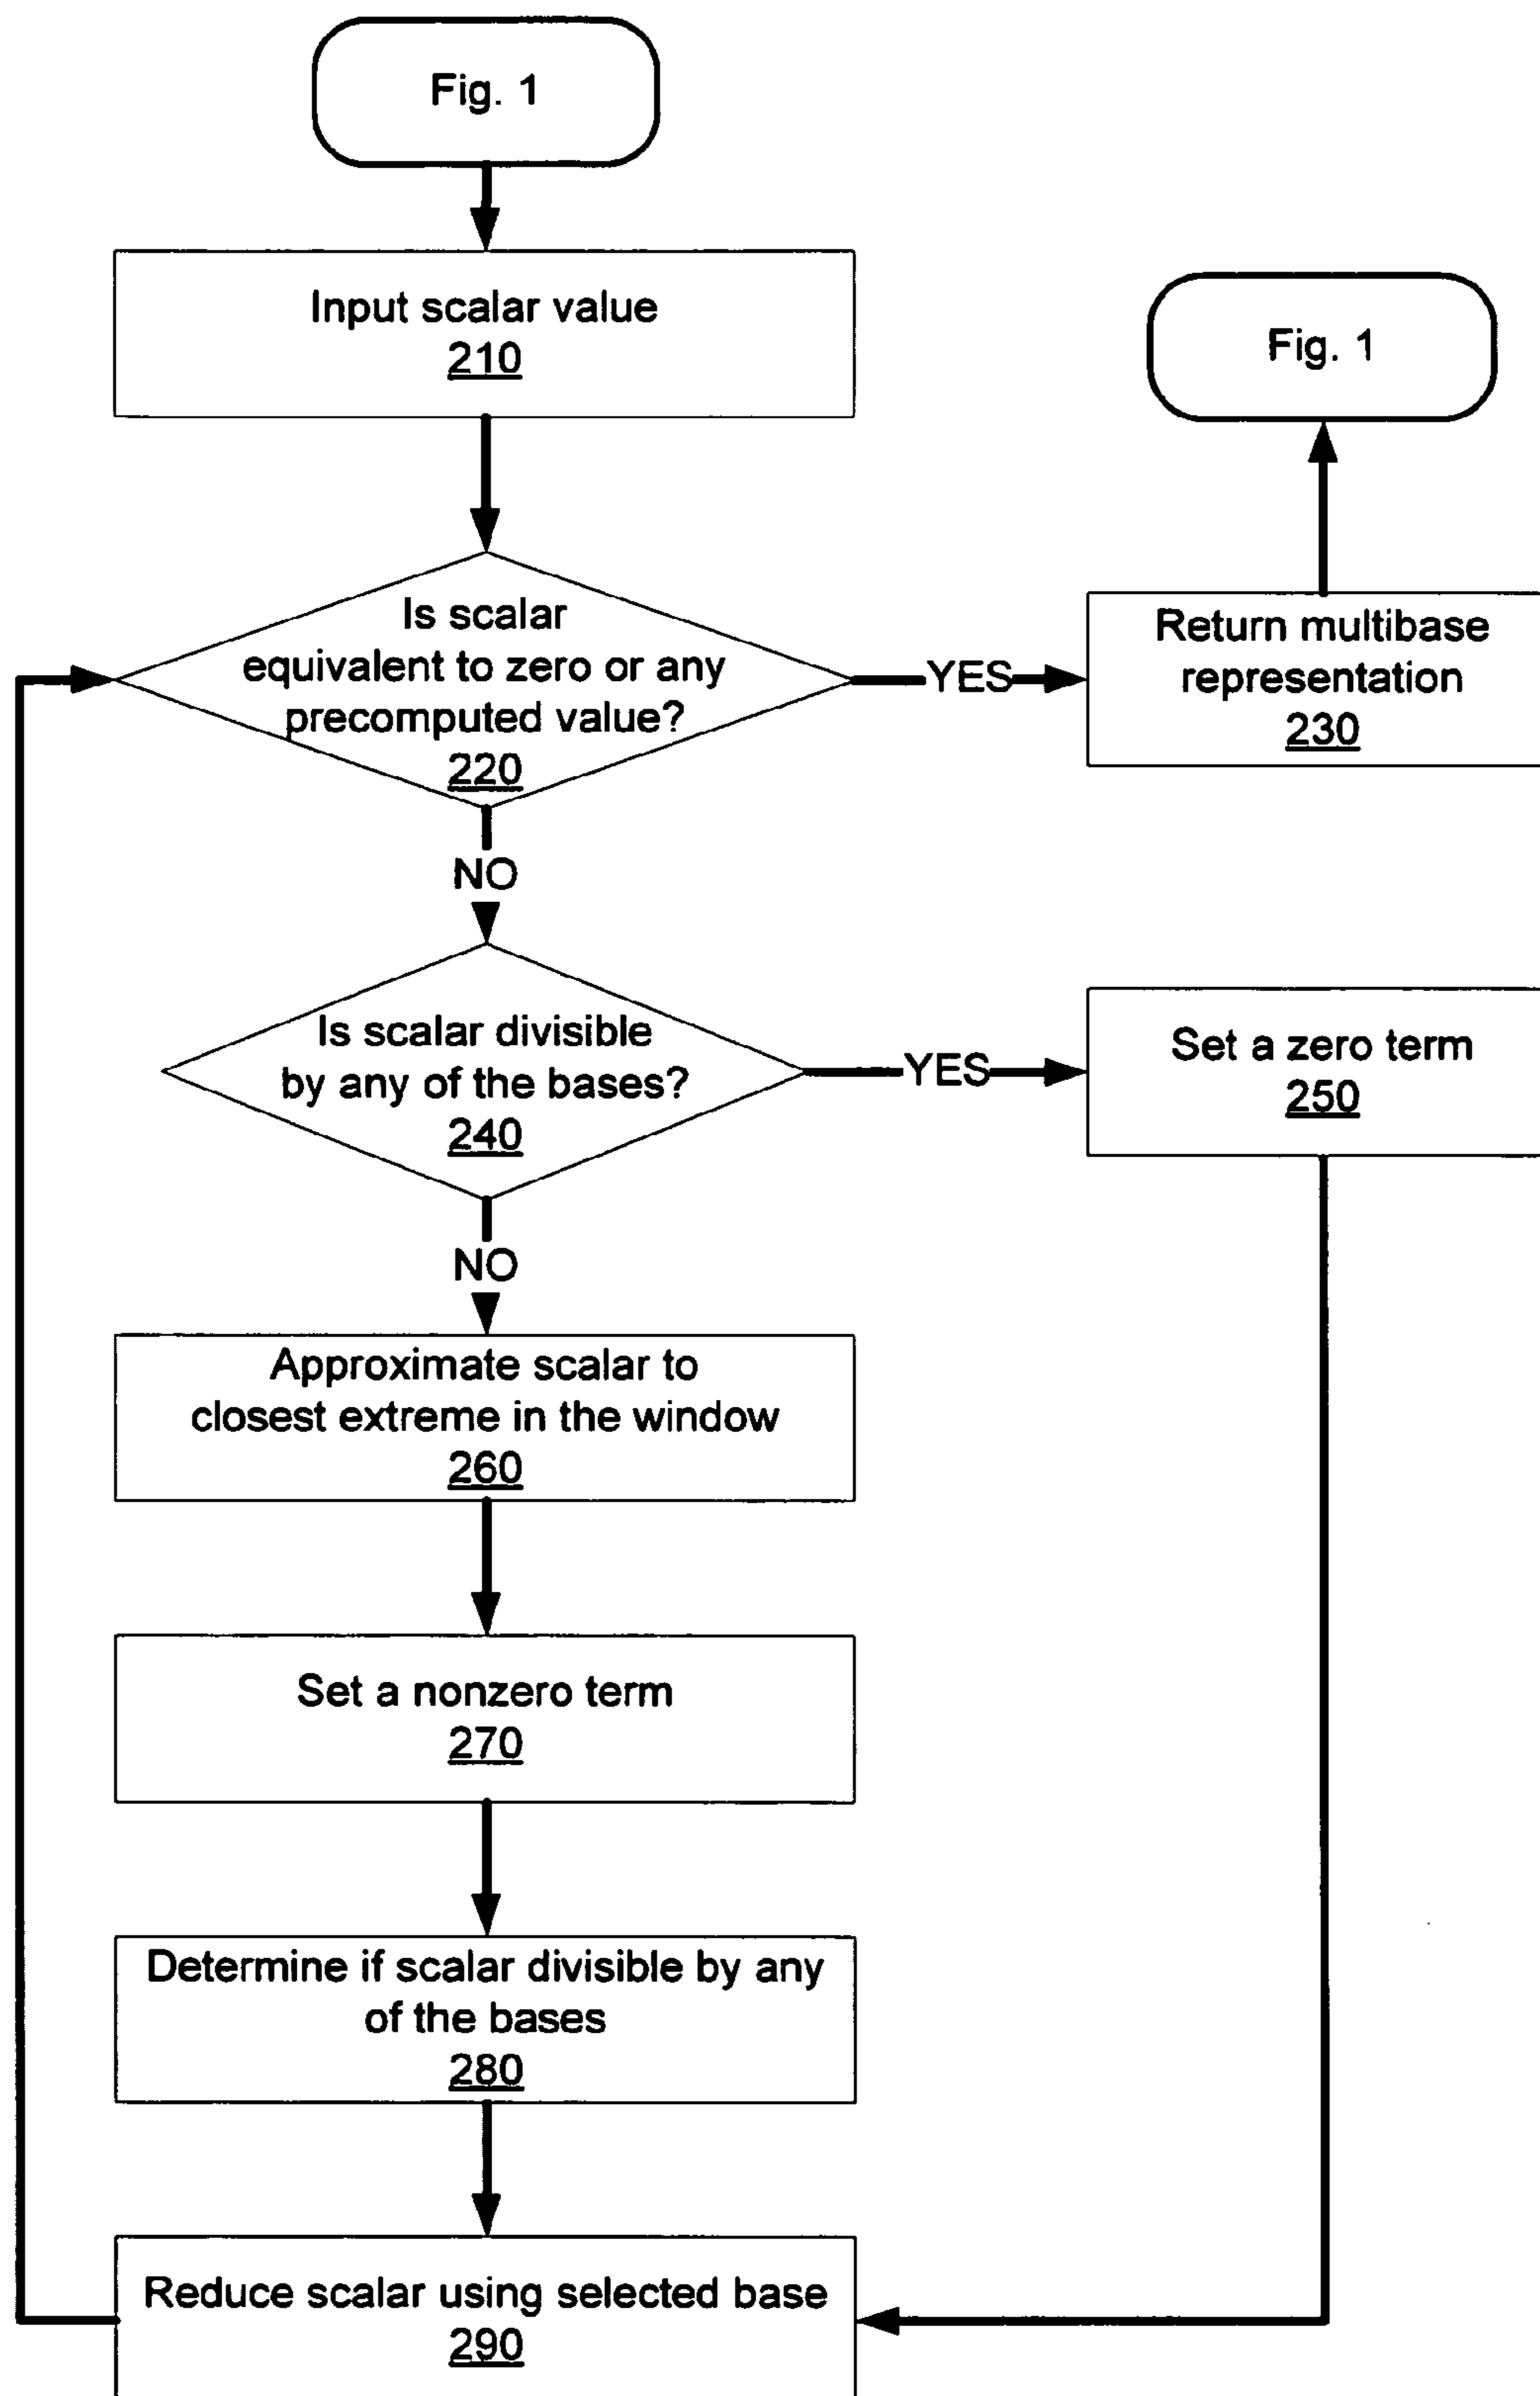 Fig. 1
Input scalar value
210
Fig. 1
Is scalar
equivalent to zero or any
precomputed value?
220
YES
Return multibase
representation
230
NO
Is scalar divisible
by any of the bases?
240
YES
Set a zero term
250
NO
Approximate scalar to
closest extreme in the window
260
Set a nonzero term
270
Determine if scalar divisible by any
of the bases
280
Reduce scalar using selected base
290